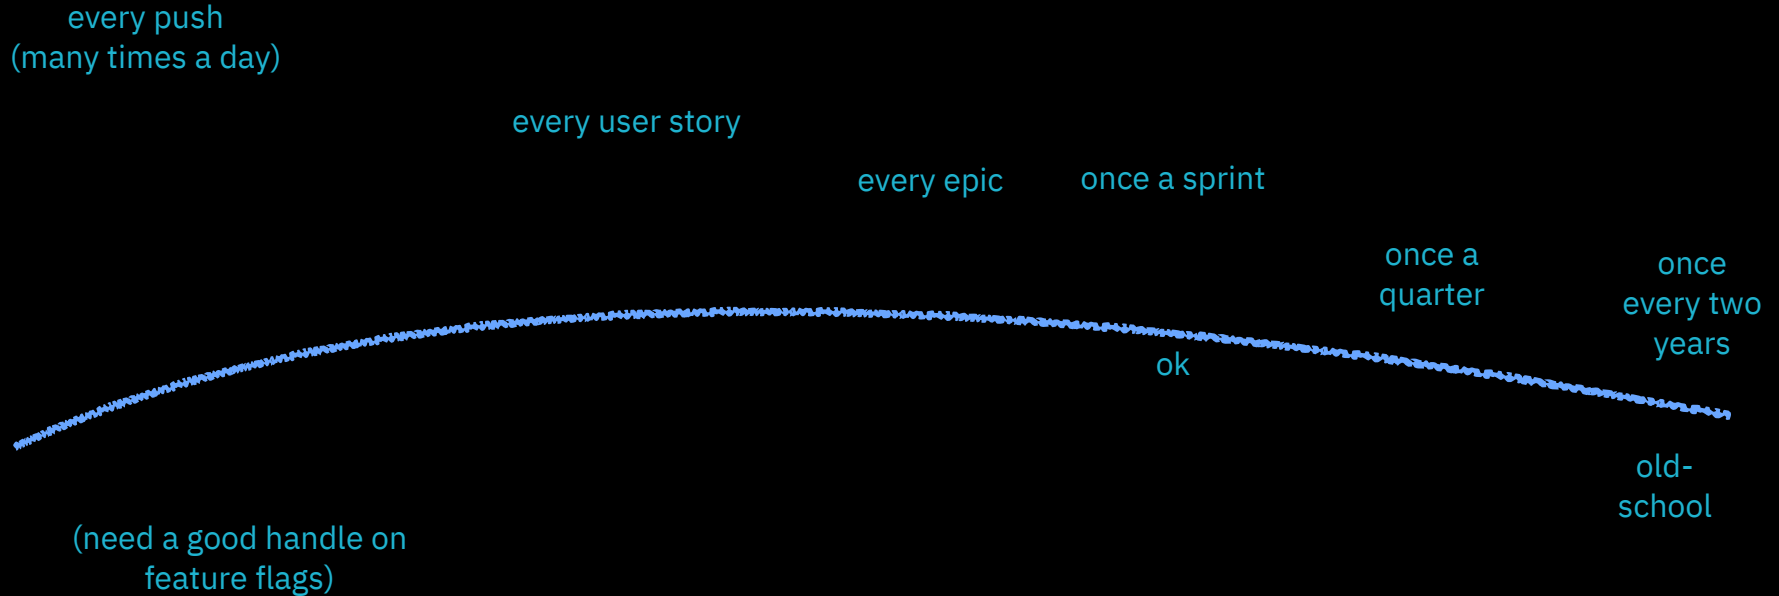 every push
(many times a day)
every user story
every epic
once a sprint
once a
quarter
once
every two
years
ok
old-
school
(need a good handle on
feature flags)